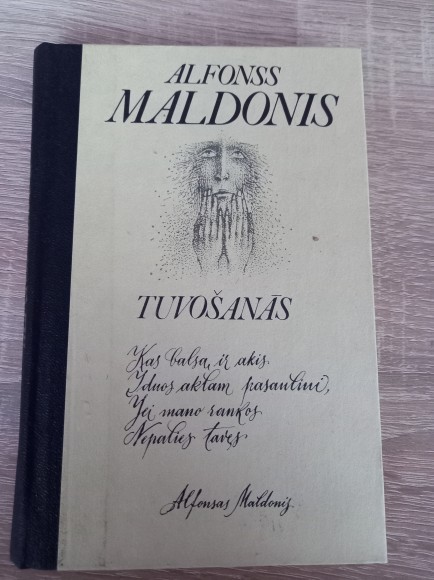 ALFONSS
MALDONIS
TUVOŠANĀS
Kas balsą ir akis
Įduos aklam pasauliui,
Jei mano rankos
Nepalies tavęs
Alfonsas Maldonis